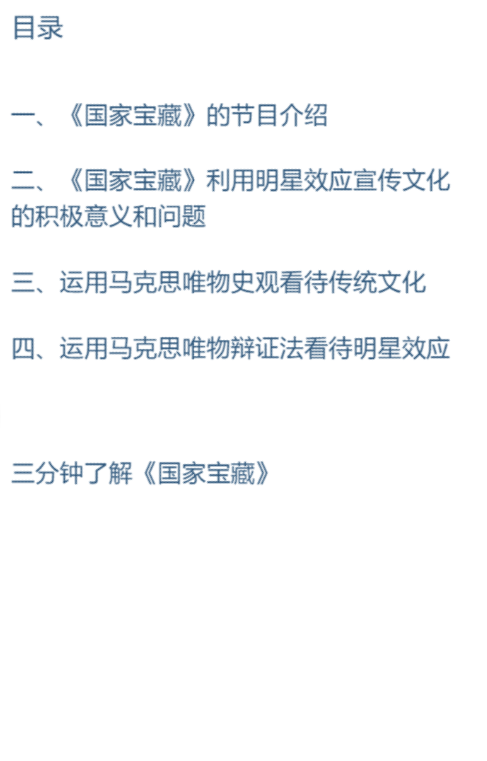 目录
一、《国家宝藏》的节目介绍
二、《国家宝藏》利用明星效应宣传文化
的积极意义和问题
三、运用马克思唯物史观看待传统文化
四、运用马克思唯物辩证法看待明星效应
三分钟了解《国家宝藏》